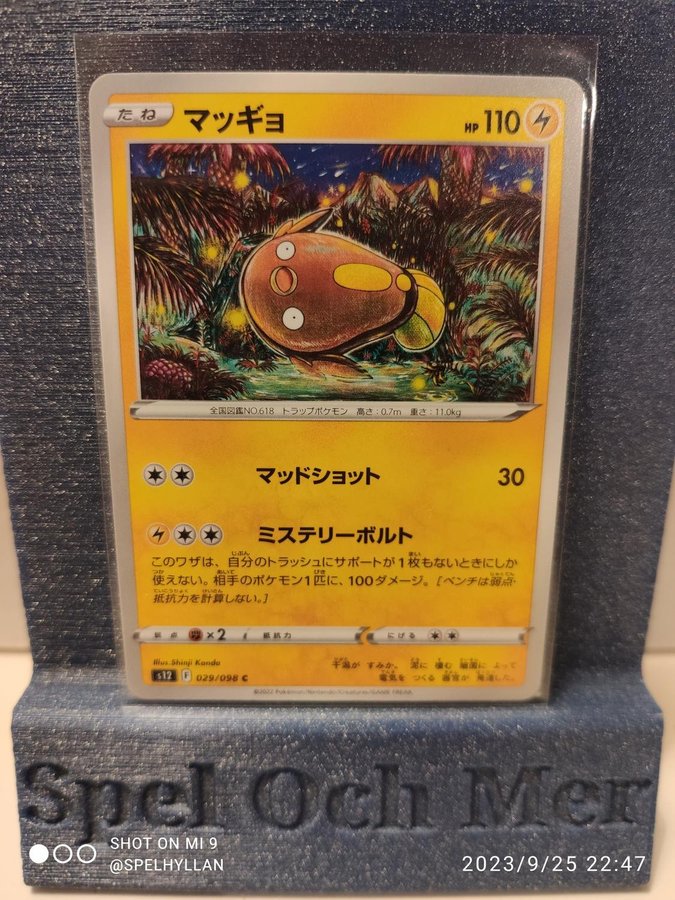 たね マッギョ HP 110
全国図鑑NO.618 トラップポケモン 高さ:0.7m 重さ:11.0kg
マッドショット 30
ミステリーボルト
このワザは、自分のトラッシュにサポートが1枚もないときにしか
使えない。相手のポケモン1匹に、100ダメージ。[ベンチは弱点・
抵抗力を計算しない。]
弱点 ×2 抵抗力 にげる
Illus. Shinji Kanda
干潟が すみか。 泥に 棲む 細菌に よって
電気を つくる 器官が 発達した。
s12 F 029/098 C
©2022 Pokémon/Nintendo/Creatures/GAME FREAK.
Spel Och Mer
SHOT ON MI 9
@SPELHYLLAN
2023/9/25 22:47